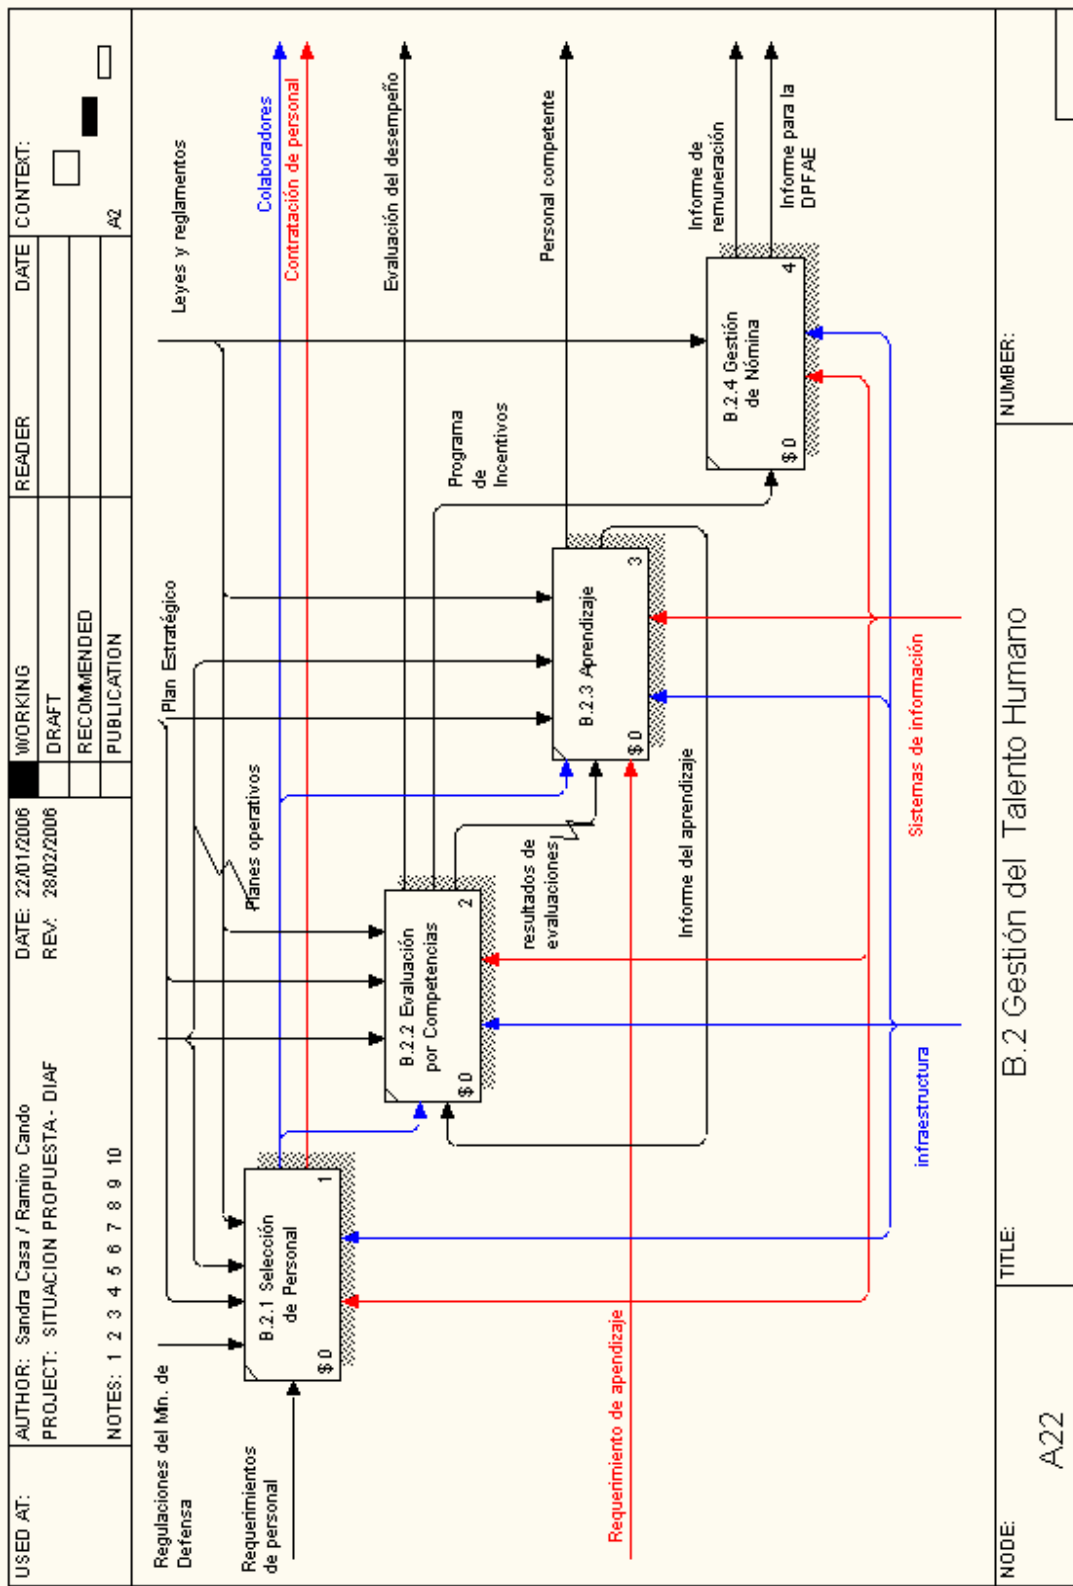 USED AT:
AUTHOR: Sandra Casa / Ramiro Cando
PROJECT: SITUACION PROPUESTA - DIAF
NOTES: 1 2 3 4 5 6 7 8 9 10
DATE: 22/01/2006
REV: 28/02/2006
WORKING
DRAFT
RECOMMENDED
PUBLICATION
READER
DATE
CONTEXT:
A2
Regulaciones del Min. de
Defensa
Plan Estratégico
Leyes y reglamentos
Planes operativos
Requerimientos
de personal
Colaboradores
Contratación de personal
B.2.1 Selección
de Personal
$ 0
1
Evaluación del desempeño
B.2.2 Evaluación
por Competencias
$ 0
2
Programa
de
Incentivos
resultados de
evaluaciones
Personal competente
B.2.3 Aprendizaje
$ 0
3
Requerimiento de apendizaje
Informe del aprendizaje
Informe de
remuneración
Informe para la
DPFAE
B.2.4 Gestión
de Nómina
$ 0
4
infraestructura
Sistemas de información
NODE:
A22
TITLE:
B.2 Gestión del Talento Humano
NUMBER: